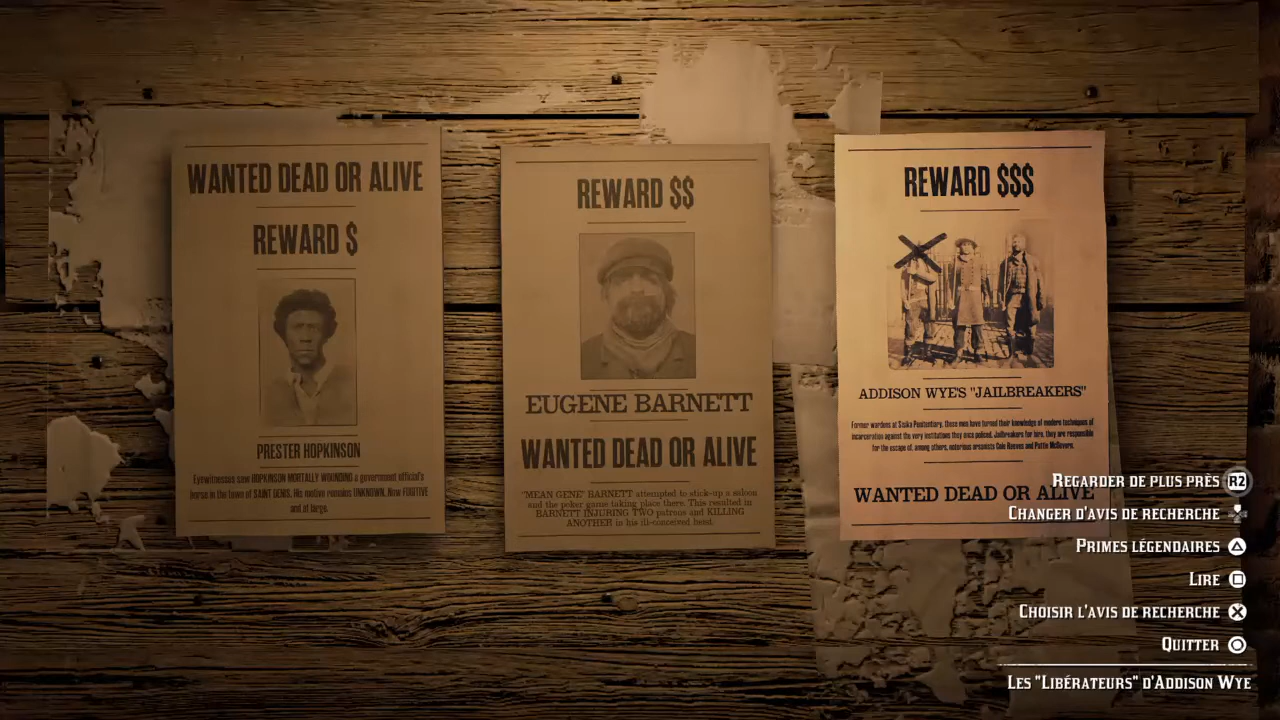 WANTED DEAD OR ALIVE
REWARD $
PRESTER HOPKINSON
Eyewitnesses saw HOPKINSON MORTALLY WOUNDING a government official's
horse in the town of SAINT DENIS. His motive remains UNKNOWN. Now FUGITIVE
and at large.
REWARD $$
EUGENE BARNETT
WANTED DEAD OR ALIVE
"MEAN GENE" BARNETT attempted to stick-up a saloon
and the poker game taking place there. This resulted in
BARNETT INJURING TWO patrons and KILLING
ANOTHER in his ill-conceived heist.
REWARD $$$
ADDISON WYE'S "JAILBREAKERS"
Former wardens at Sisika Penitentiary, these men have turned their knowledge of modern techniques of
incarceration against the very institutions they once policed. Jailbreakers for hire, they are responsible
for the escape of, among others, notorious arsonists Cole Reeves and Pattie McGovern.
WANTED DEAD OR ALIVE
REGARDER DE PLUS PRÈS R2
CHANGER D'AVIS DE RECHERCHE
PRIMES LÉGENDAIRES
LIRE
CHOISIR L'AVIS DE RECHERCHE
QUITTER
LES "LIBÉRATEURS" D'ADDISON WYE